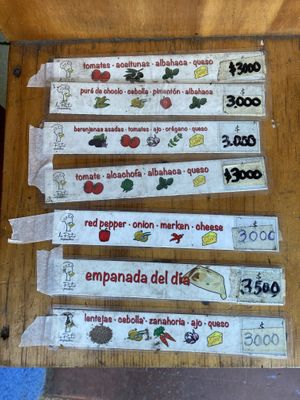 tomates · aceitunas · albahaca · queso $3000
puré de choclo · cebolla · pimentón · albahaca 3,000
berenjenas asadas · tomates · ajo · orégano · queso $ 3.000
tomate · alcachofa · albahaca · queso $3000
red pepper · onion · merken · cheese $ 3000
empanada del día $ 3500
lentejas · cebolla · zanahoria · ajo · queso $ 3000